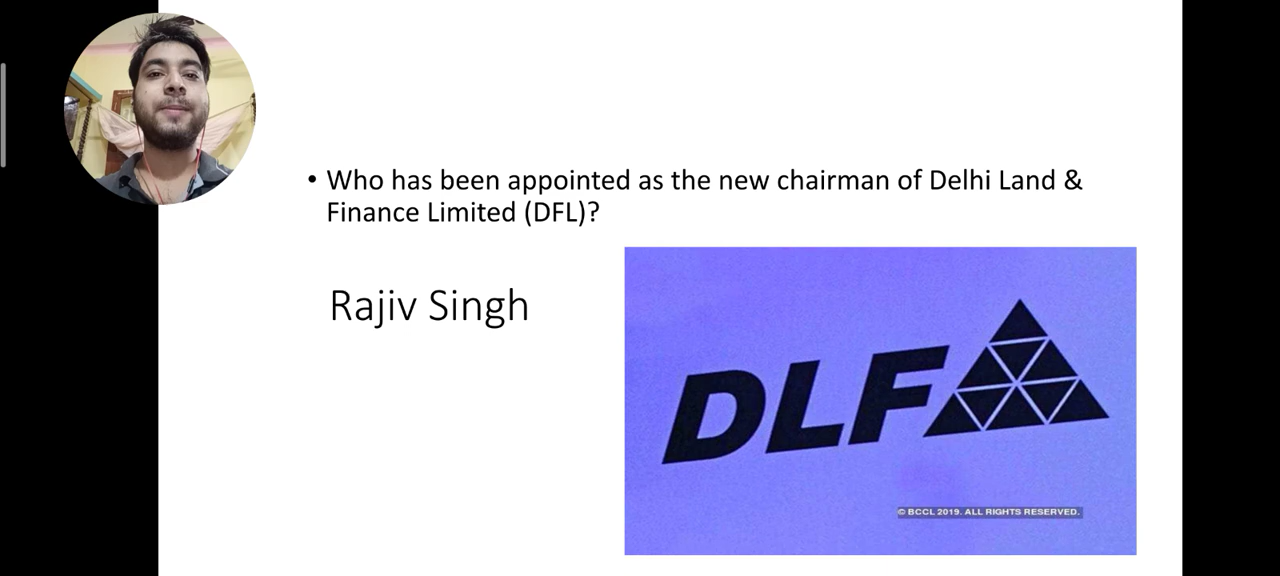 • Who has been appointed as the new chairman of Delhi Land &
Finance Limited (DFL)?
Rajiv Singh
DLF
© BCCL 2019. ALL RIGHTS RESERVED.